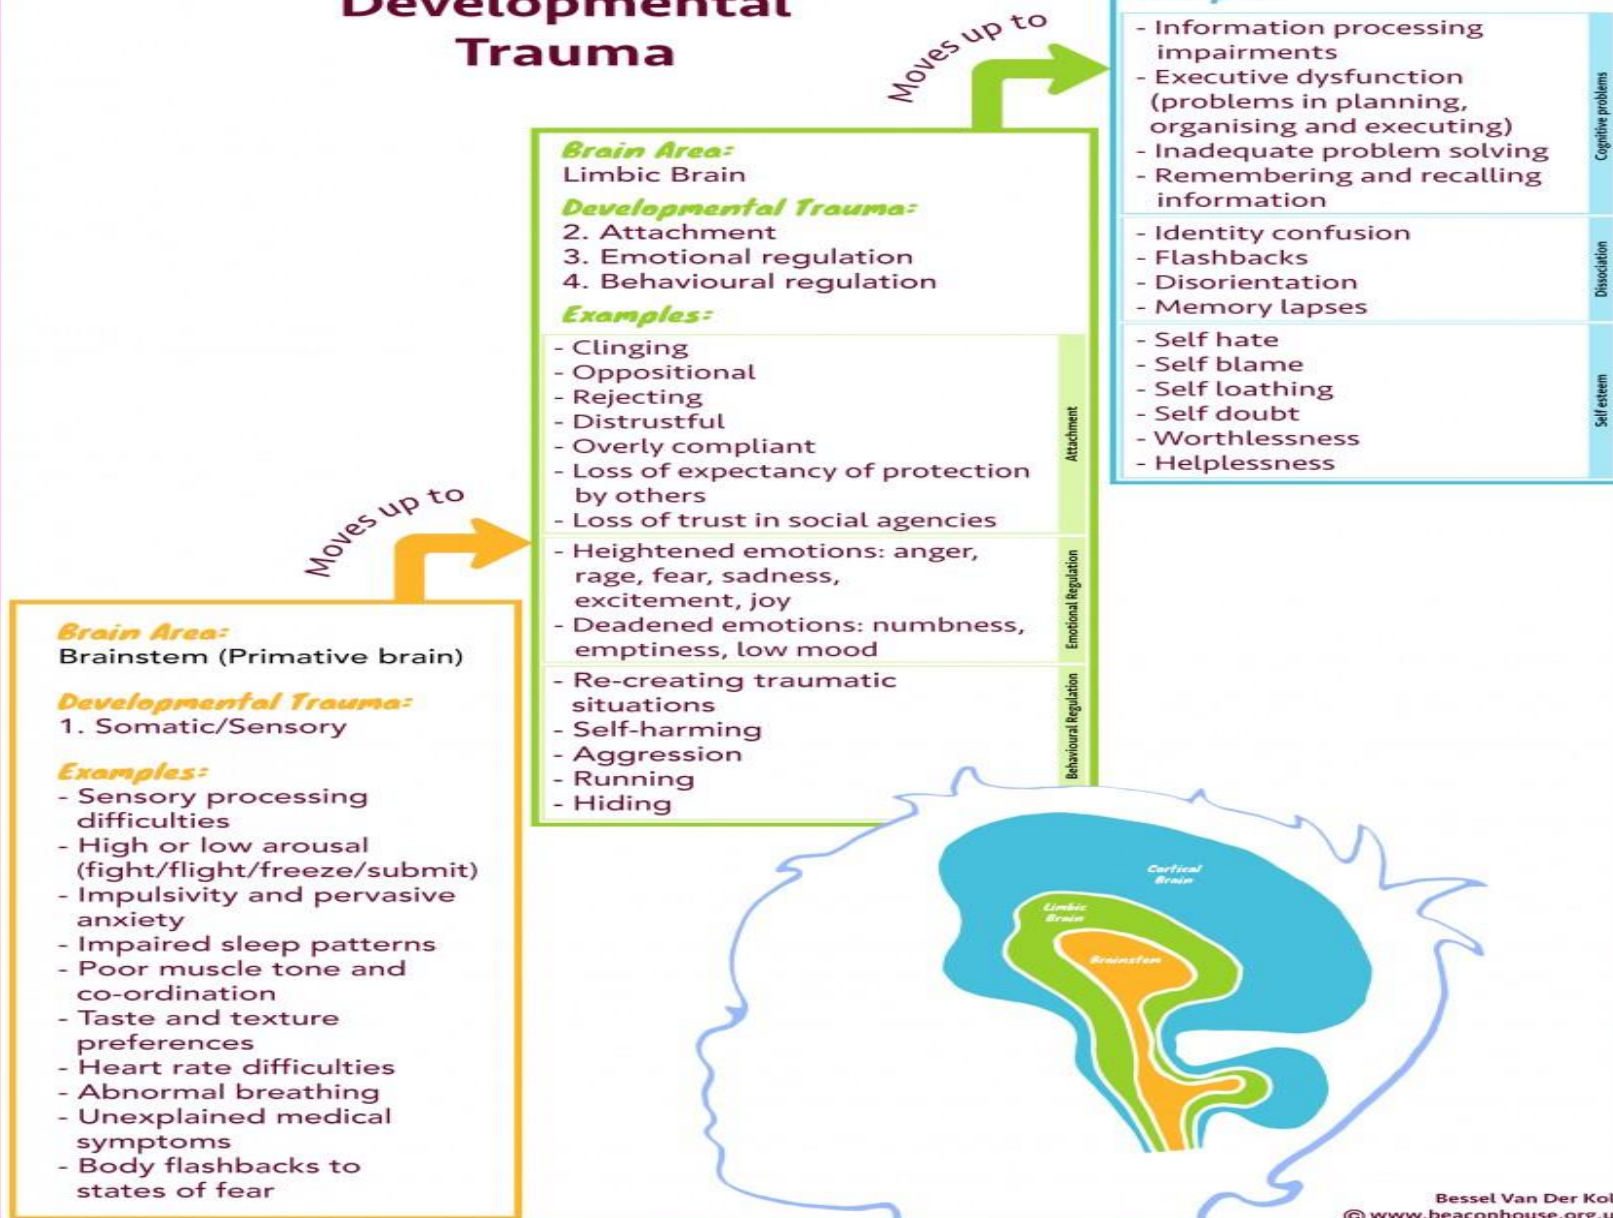 Developmental
Trauma
Moves up to
Brain Area:
Brainstem (Primative brain)
Developmental Trauma:
1. Somatic/Sensory
Examples:
- Sensory processing
difficulties
- High or low arousal
(fight/flight/freeze/submit)
- Impulsivity and pervasive
anxiety
- Impaired sleep patterns
- Poor muscle tone and
co-ordination
- Taste and texture
preferences
- Heart rate difficulties
- Abnormal breathing
- Unexplained medical
symptoms
- Body flashbacks to
states of fear
Moves up to
Brain Area:
Limbic Brain
Developmental Trauma:
2. Attachment
3. Emotional regulation
4. Behavioural regulation
Examples:
- Clinging
- Oppositional
- Rejecting
- Distrustful
- Overly compliant
- Loss of expectancy of protection
by others
- Loss of trust in social agencies
Attachment
- Heightened emotions: anger,
rage, fear, sadness,
excitement, joy
- Deadened emotions: numbness,
emptiness, low mood
Emotional Regulation
- Re-creating traumatic
situations
- Self-harming
- Aggression
- Running
- Hiding
Behavioural Regulation
- Information processing
impairments
- Executive dysfunction
(problems in planning,
organising and executing)
- Inadequate problem solving
- Remembering and recalling
information
Cognitive problems
- Identity confusion
- Flashbacks
- Disorientation
- Memory lapses
Dissociation
- Self hate
- Self blame
- Self loathing
- Self doubt
- Worthlessness
- Helplessness
Self esteem
Cortical
Brain
Limbic
Brain
Brainstem
Bessel Van Der Kol
© www.beaconhouse.org.u